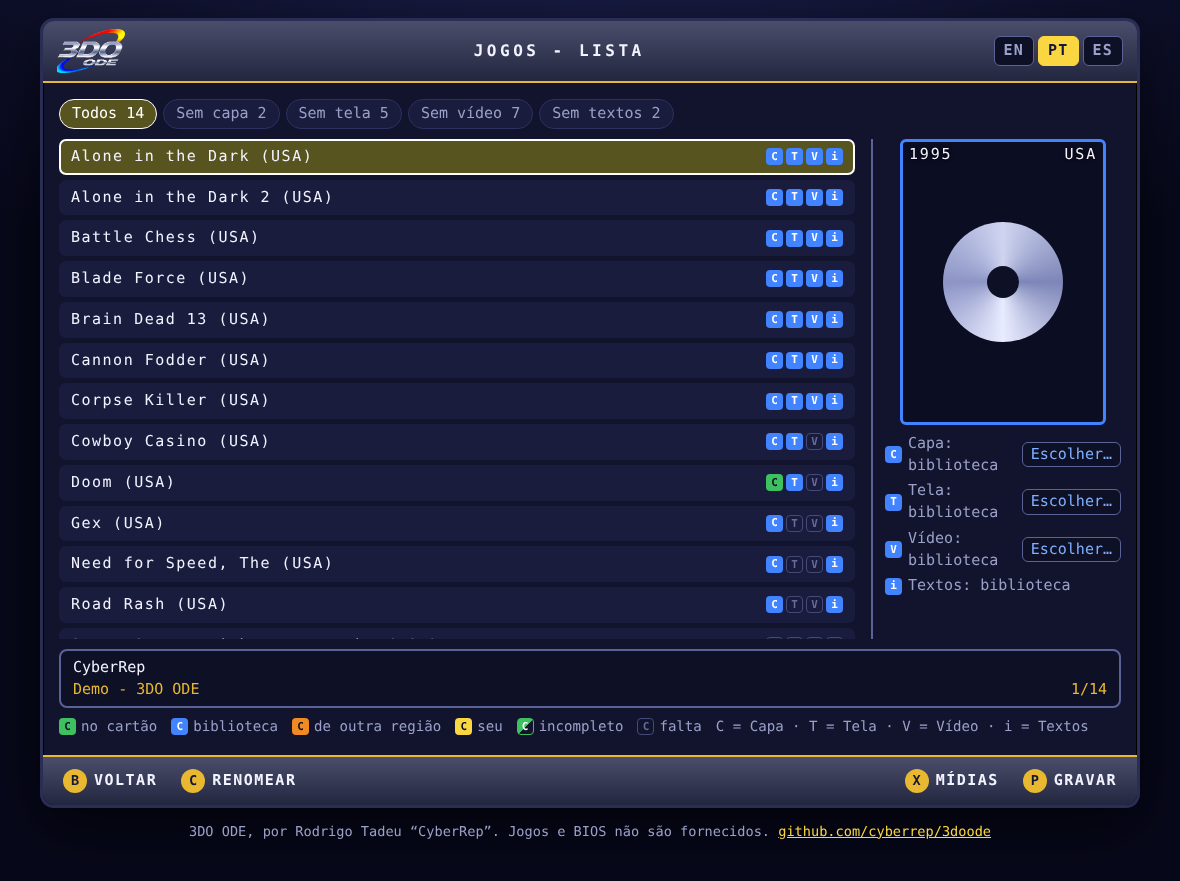 3DO
ODE
JOGOS - LISTA
EN PT ES
Todos 14 Sem capa 2 Sem tela 5 Sem vídeo 7 Sem textos 2
Alone in the Dark (USA) C T V i
Alone in the Dark 2 (USA) C T V i
Battle Chess (USA) C T V i
Blade Force (USA) C T V i
Brain Dead 13 (USA) C T V i
Cannon Fodder (USA) C T V i
Corpse Killer (USA) C T V i
Cowboy Casino (USA) C T V i
Doom (USA) C T V i
Gex (USA) C T V i
Need for Speed, The (USA) C T V i
Road Rash (USA) C T V i
1995 USA
C Capa:
biblioteca
Escolher…
T Tela:
biblioteca
Escolher…
V Vídeo:
biblioteca
Escolher…
i Textos: biblioteca
CyberRep
Demo - 3DO ODE 1/14
C no cartão C biblioteca C de outra região C seu C incompleto C falta C = Capa · T = Tela · V = Vídeo · i = Textos
B VOLTAR C RENOMEAR X MÍDIAS P GRAVAR
3DO ODE, por Rodrigo Tadeu “CyberRep”. Jogos e BIOS não são fornecidos. github.com/cyberrep/3doode